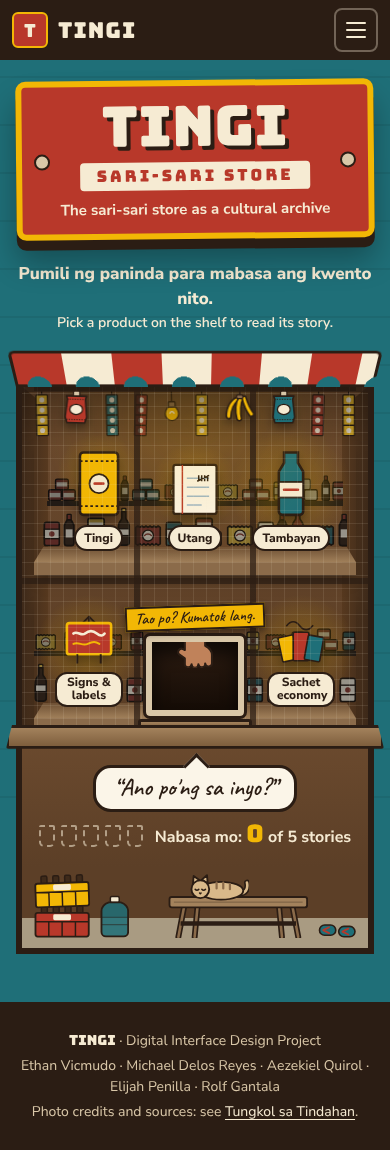 T TINGI
TINGI
SARI-SARI STORE
The sari-sari store as a cultural archive
Pumili ng paninda para mabasa ang kwento
nito.
Pick a product on the shelf to read its story.
Tingi
Utang
Tambayan
Tao po? Kumatok lang.
Signs &
labels
Sachet
economy
“Ano po'ng sa inyo?”
Nabasa mo: 0 of 5 stories
TINGI · Digital Interface Design Project
Ethan Vicmudo · Michael Delos Reyes · Aezekiel Quirol ·
Elijah Penilla · Rolf Gantala
Photo credits and sources: see Tungkol sa Tindahan.